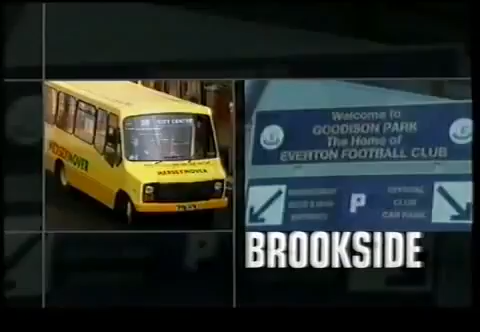 CITY CENTRE
MERSEYMOVER
MERSEYMOVER
Welcome to
GOODISON PARK
The Home of
EVERTON FOOTBALL CLUB
P
OFFICIAL
CLUB
CAR PARK
BROOKSIDE